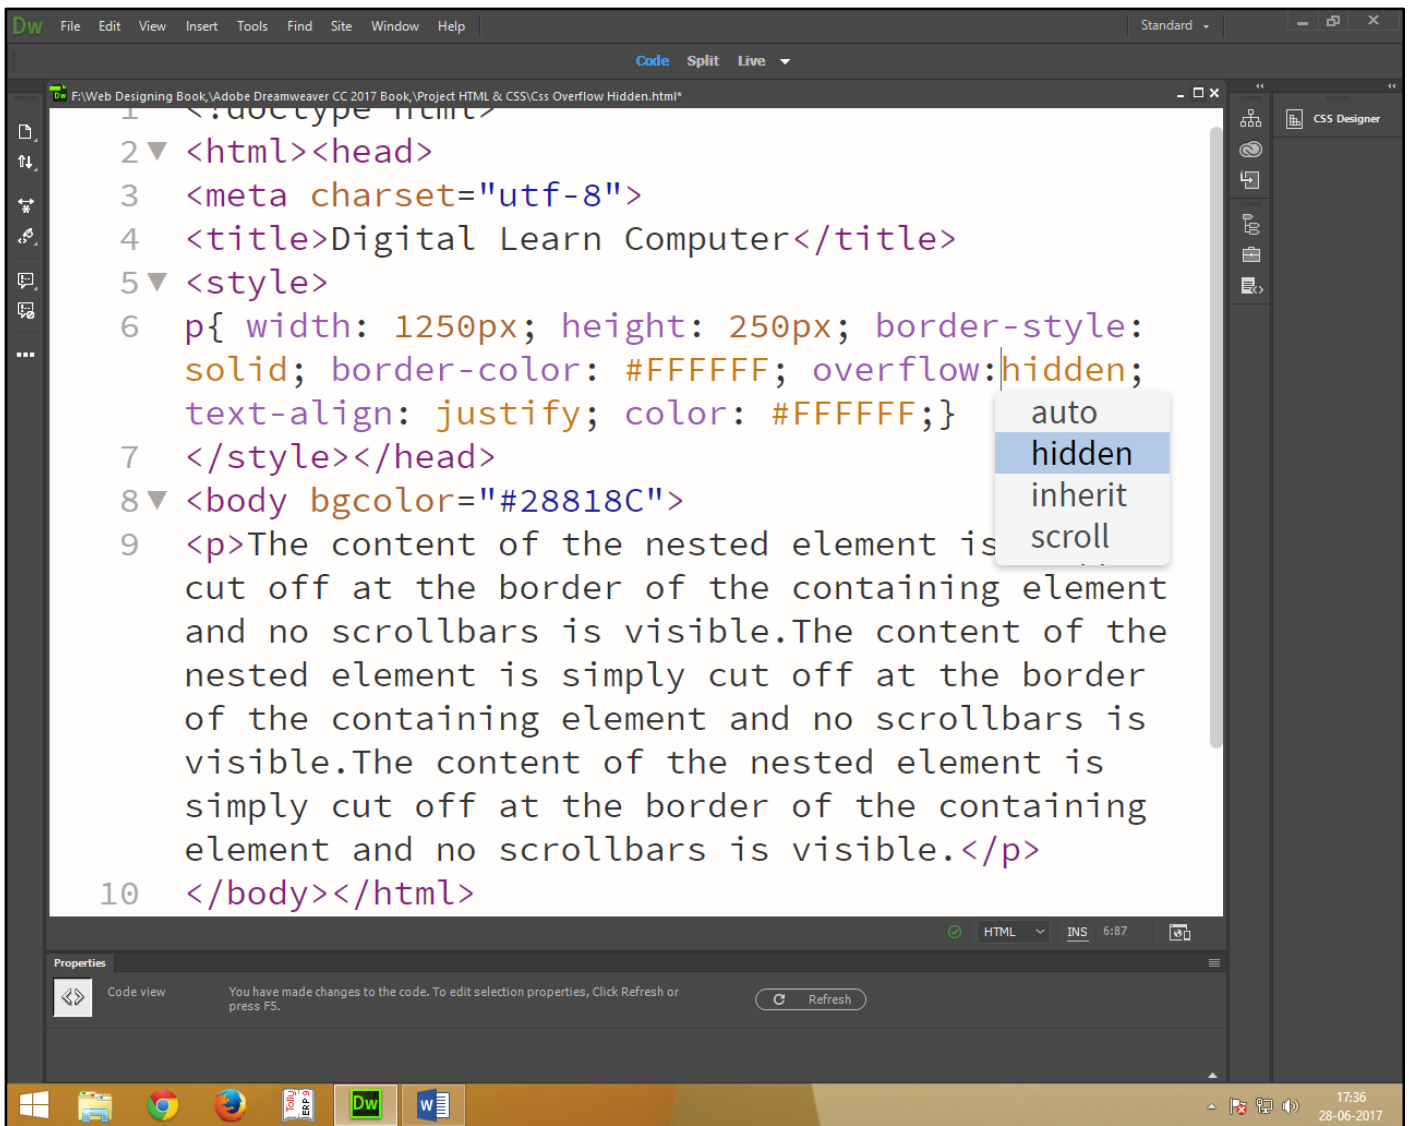 Dw File Edit View Insert Tools Find Site Window Help Standard
Code Split Live
F:\Web Designing Book,\Adobe Dreamweaver CC 2017 Book,\Project HTML & CSS\Css Overflow Hidden.html*
CSS Designer
1 <!doctype html>
2 <html><head>
3 <meta charset="utf-8">
4 <title>Digital Learn Computer</title>
5 <style>
6 p{ width: 1250px; height: 250px; border-style:
solid; border-color: #FFFFFF; overflow:hidden;
text-align: justify; color: #FFFFFF;}
auto
hidden
inherit
scroll
7 </style></head>
8 <body bgcolor="#28818C">
9 <p>The content of the nested element is
cut off at the border of the containing element
and no scrollbars is visible.The content of the
nested element is simply cut off at the border
of the containing element and no scrollbars is
visible.The content of the nested element is
simply cut off at the border of the containing
element and no scrollbars is visible.</p>
10 </body></html>
HTML INS 6:87
Properties
Code view
You have made changes to the code. To edit selection properties, Click Refresh or
press F5.
Refresh
Tolly ERP 9
Dw
W
17:36
28-06-2017